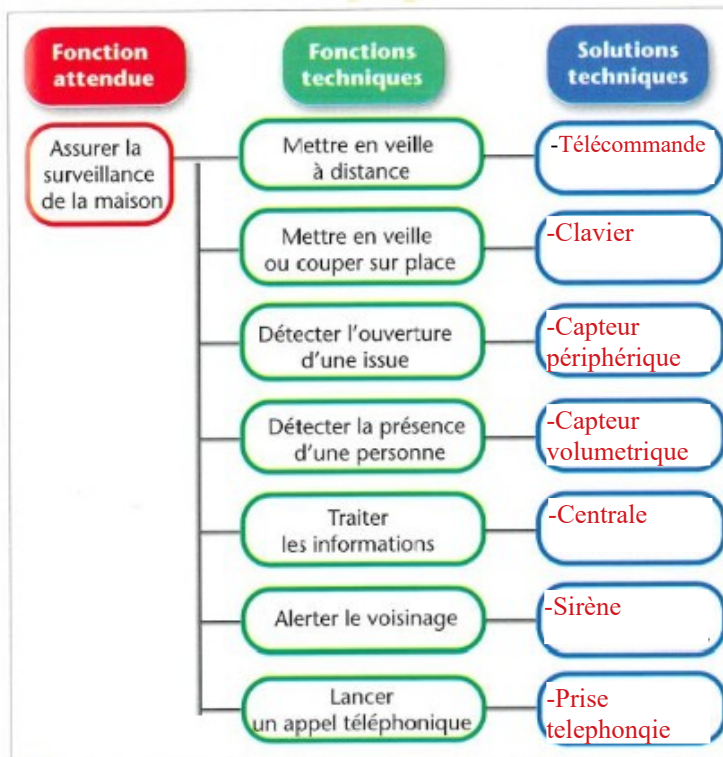 Fonction
attendue
Fonctions
techniques
Solutions
techniques
Assurer la
surveillance
de la maison
Mettre en veille
à distance
-Télécommande
Mettre en veille
ou couper sur place
-Clavier
Détecter l'ouverture
d'une issue
-Capteur
périphérique
Détecter la présence
d'une personne
-Capteur
volumetrique
Traiter
les informations
-Centrale
Alerter le voisinage
-Sirène
Lancer
un appel téléphonique
-Prise
telephonqie